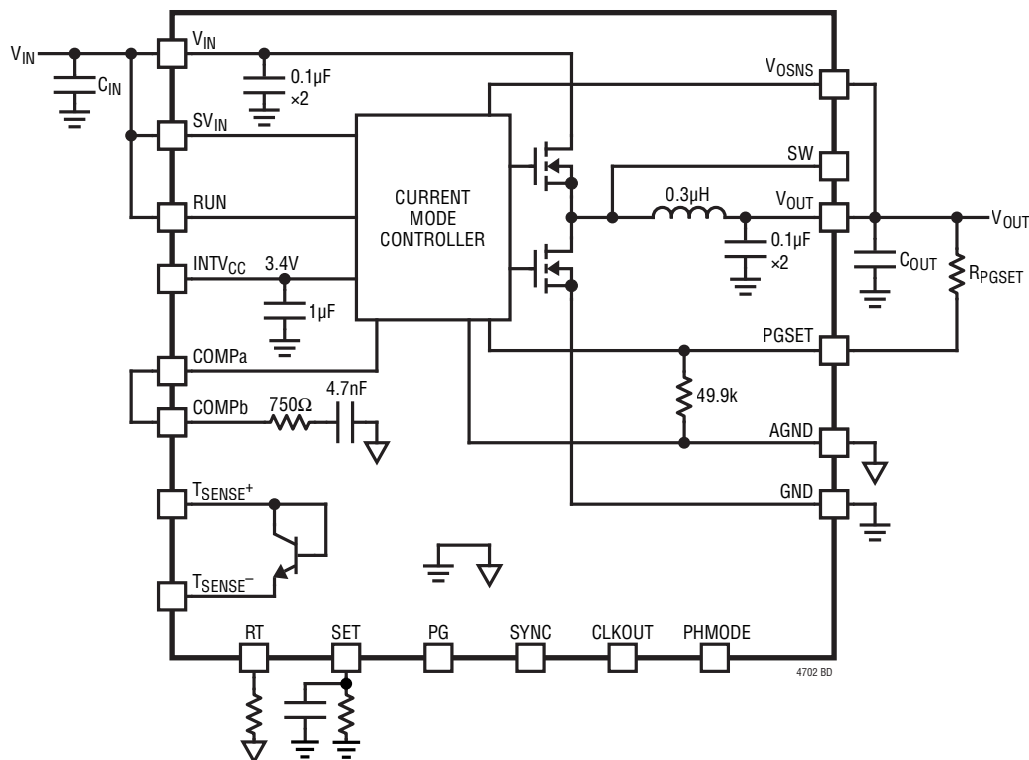 VIN
VIN
CIN
0.1µF
×2
VOSNS
SVIN
SW
CURRENT
MODE
CONTROLLER
RUN
0.3µH
VOUT
VOUT
0.1µF
×2
COUT
RPGSET
INTVCC
3.4V
1µF
PGSET
COMPa
COMPb
750Ω
4.7nF
49.9k
AGND
GND
TSENSE+
TSENSE–
RT
SET
PG
SYNC
CLKOUT
PHMODE
4702 BD